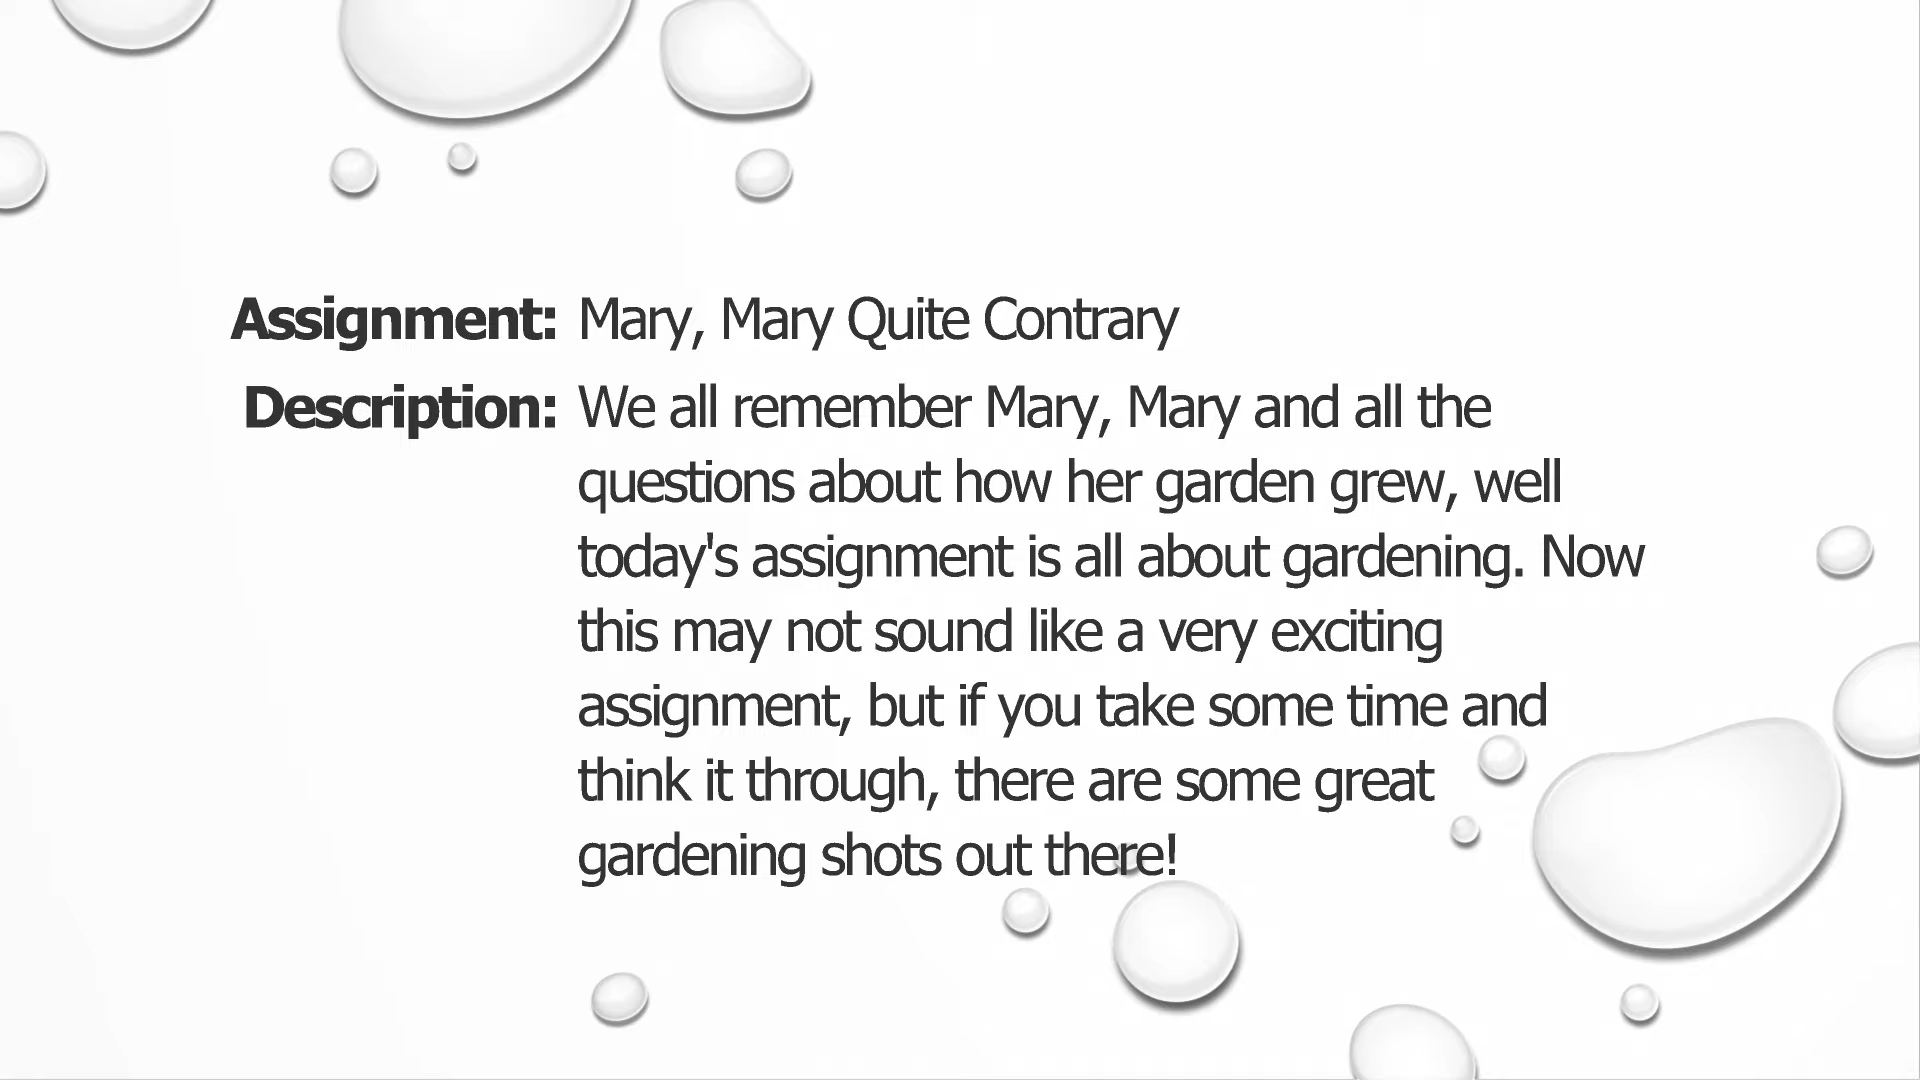 Assignment: Mary, Mary Quite Contrary
Description: We all remember Mary, Mary and all the
questions about how her garden grew, well
today's assignment is all about gardening. Now
this may not sound like a very exciting
assignment, but if you take some time and
think it through, there are some great
gardening shots out there!